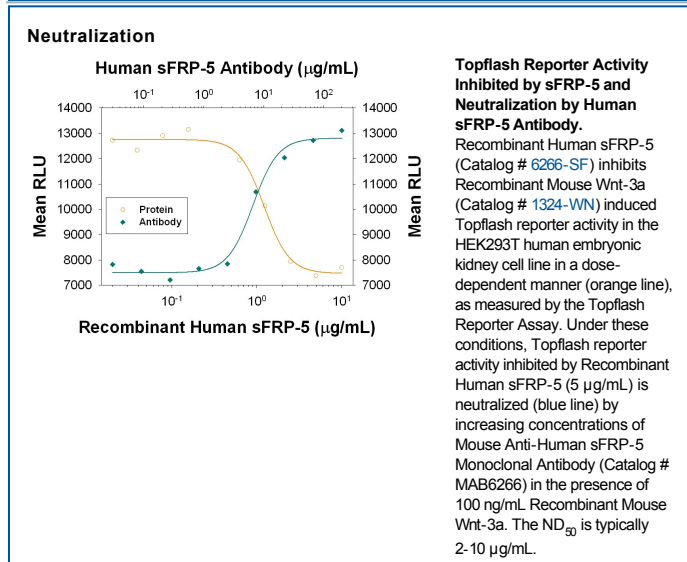 Neutralization
Human sFRP-5 Antibody (µg/mL)
10⁻¹ 10⁰ 10¹ 10²
14000 14000
13000 13000
12000 12000
11000 11000
10000 10000
9000 9000
8000 8000
7000 7000
Mean RLU
Mean RLU
Protein
Antibody
10⁻¹ 10⁰ 10¹
Recombinant Human sFRP-5 (µg/mL)
Topflash Reporter Activity
Inhibited by sFRP-5 and
Neutralization by Human
sFRP-5 Antibody.
Recombinant Human sFRP-5
(Catalog # 6266-SF) inhibits
Recombinant Mouse Wnt-3a
(Catalog # 1324-WN) induced
Topflash reporter activity in the
HEK293T human embryonic
kidney cell line in a dose-
dependent manner (orange line),
as measured by the Topflash
Reporter Assay. Under these
conditions, Topflash reporter
activity inhibited by Recombinant
Human sFRP-5 (5 µg/mL) is
neutralized (blue line) by
increasing concentrations of
Mouse Anti-Human sFRP-5
Monoclonal Antibody (Catalog #
MAB6266) in the presence of
100 ng/mL Recombinant Mouse
Wnt-3a. The ND₅₀ is typically
2-10 µg/mL.